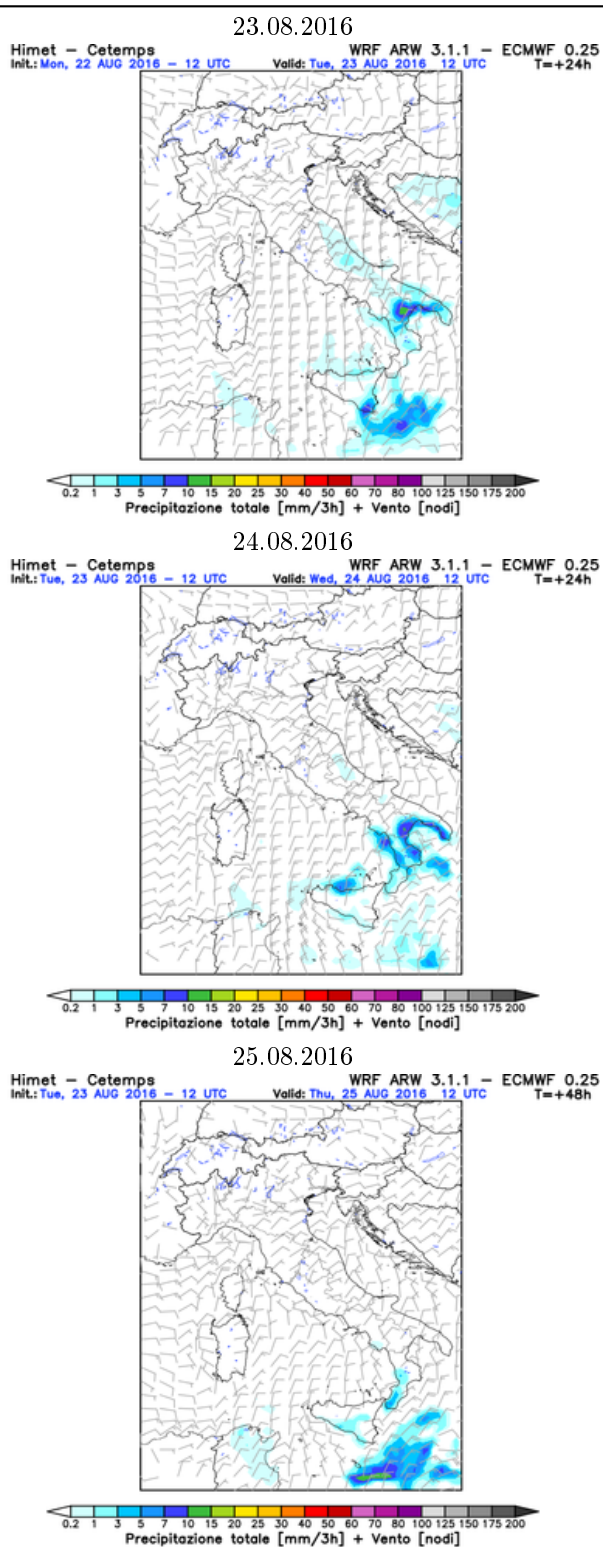 23.08.2016
Himet – Cetemps WRF ARW 3.1.1 – ECMWF 0.25
Init.: Mon, 22 AUG 2016 – 12 UTC Valid: Tue, 23 AUG 2016 12 UTC T=+24h
0.2 1 3 5 7 10 15 20 25 30 40 50 60 70 80 100 125 150 175 200
Precipitazione totale [mm/3h] + Vento [nodi]
24.08.2016
Himet – Cetemps WRF ARW 3.1.1 – ECMWF 0.25
Init.: Tue, 23 AUG 2016 – 12 UTC Valid: Wed, 24 AUG 2016 12 UTC T=+24h
0.2 1 3 5 7 10 15 20 25 30 40 50 60 70 80 100 125 150 175 200
Precipitazione totale [mm/3h] + Vento [nodi]
25.08.2016
Himet – Cetemps WRF ARW 3.1.1 – ECMWF 0.25
Init.: Tue, 23 AUG 2016 – 12 UTC Valid: Thu, 25 AUG 2016 12 UTC T=+48h
0.2 1 3 5 7 10 15 20 25 30 40 50 60 70 80 100 125 150 175 200
Precipitazione totale [mm/3h] + Vento [nodi]